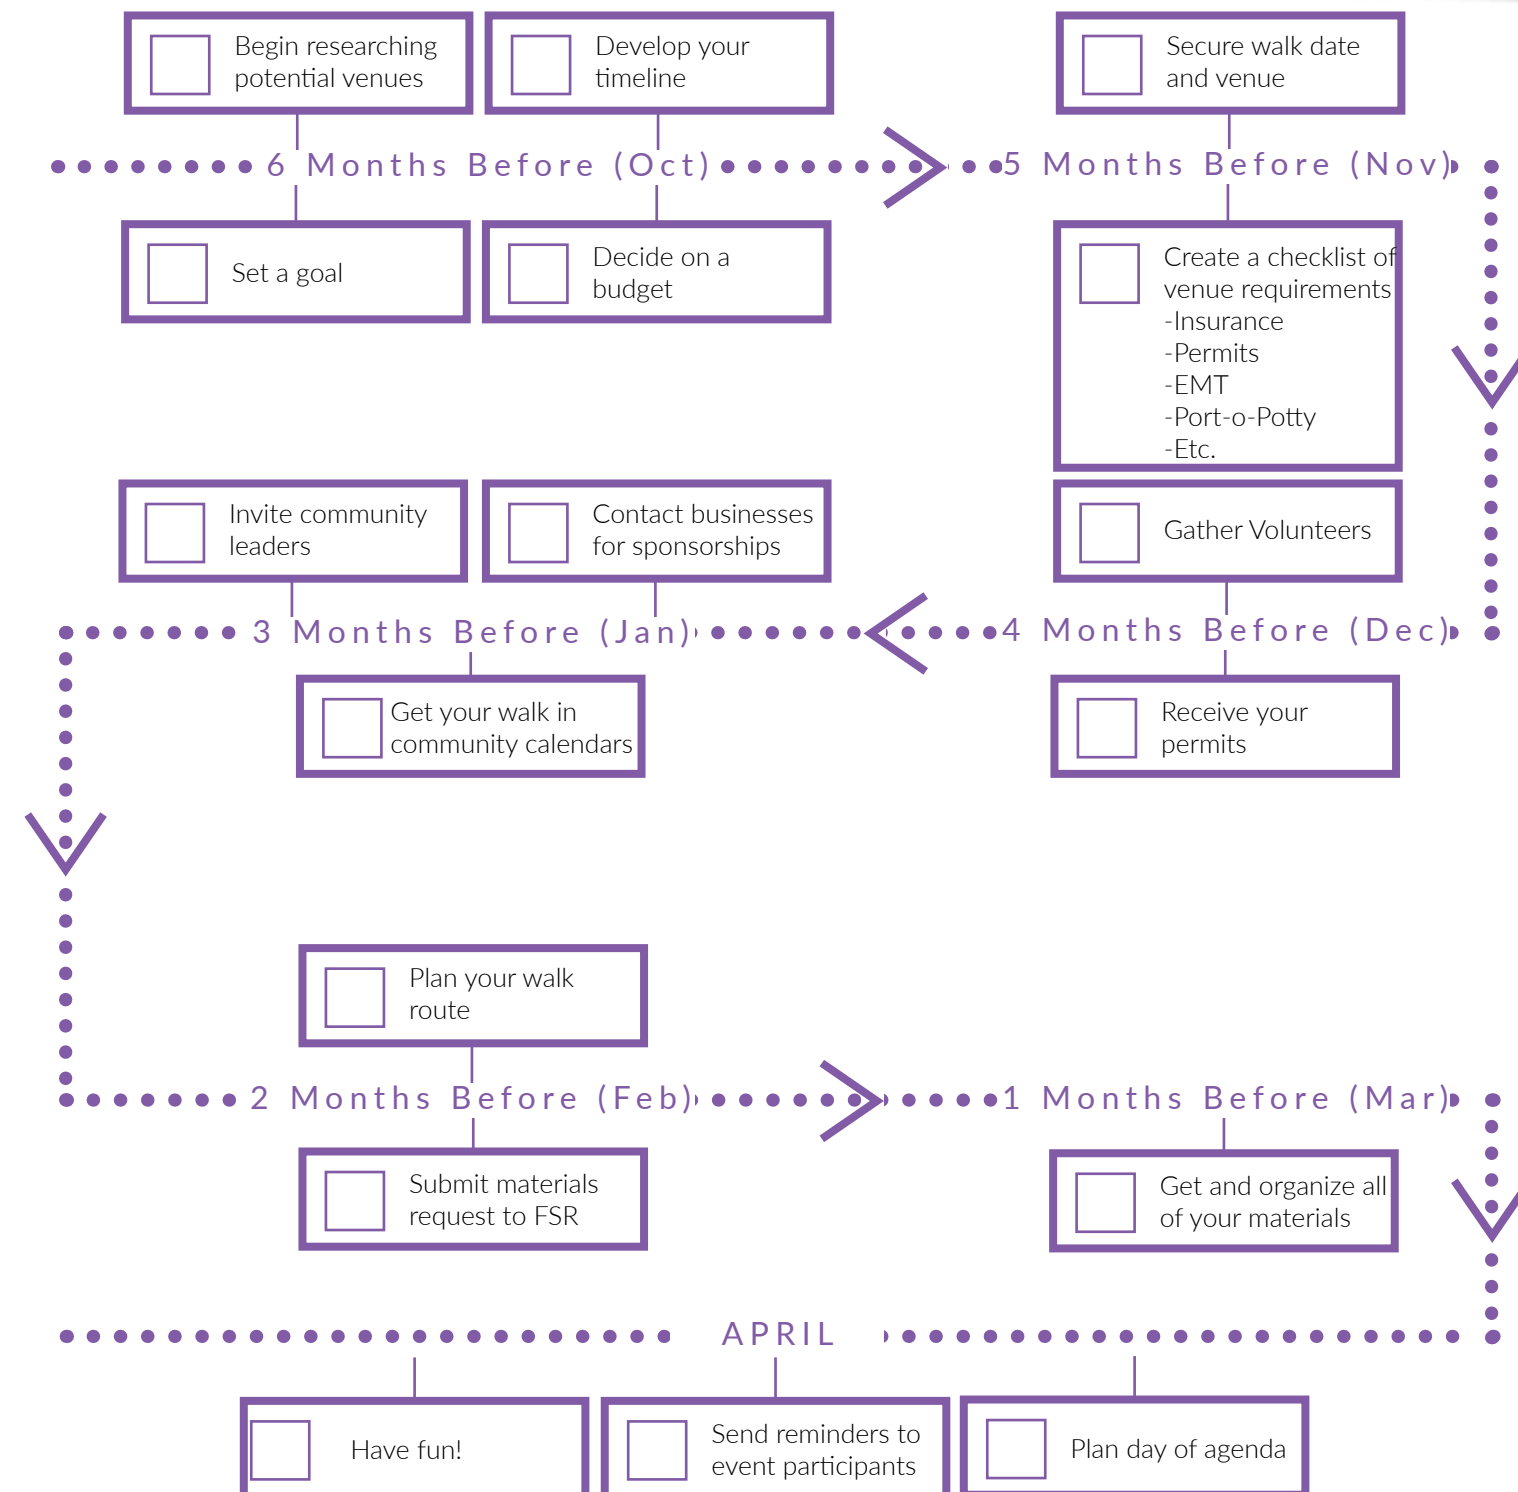 Begin researching
potential venues
Develop your
timeline
6 Months Before (Oct)
Set a goal
Decide on a
budget
Secure walk date
and venue
5 Months Before (Nov)
Create a checklist of
venue requirements
-Insurance
-Permits
-EMT
-Port-o-Potty
-Etc.
Gather Volunteers
4 Months Before (Dec)
Receive your
permits
Invite community
leaders
Contact businesses
for sponsorships
3 Months Before (Jan)
Get your walk in
community calendars
Plan your walk
route
2 Months Before (Feb)
Submit materials
request to FSR
1 Months Before (Mar)
Get and organize all
of your materials
APRIL
Have fun!
Send reminders to
event participants
Plan day of agenda